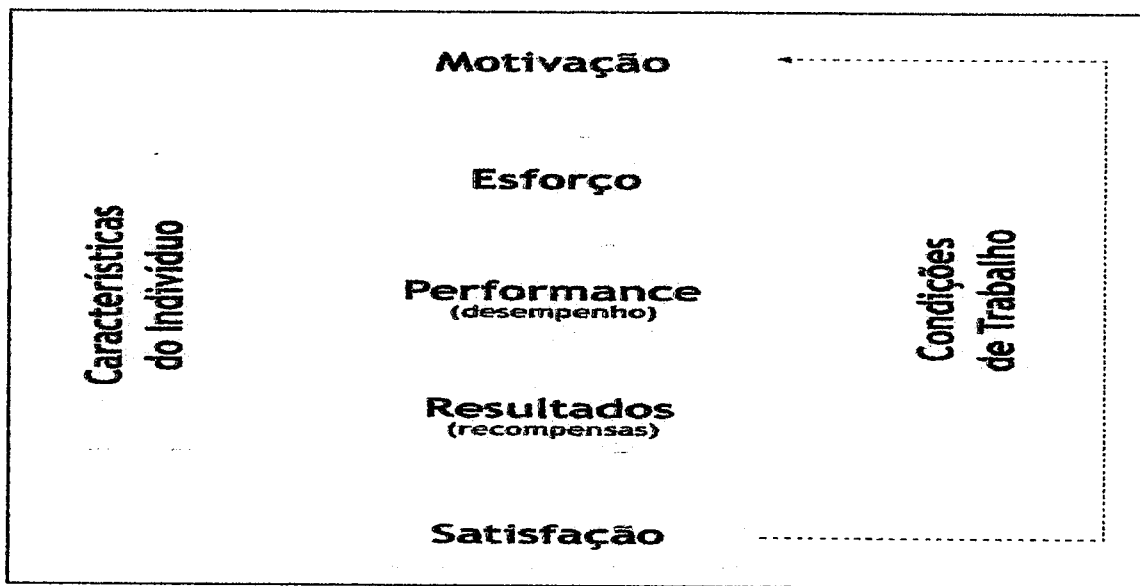 Motivação
Esforço
Características
do Indivíduo
Performance
(desempenho)
Condições
de Trabalho
Resultados
(recompensas)
Satisfação